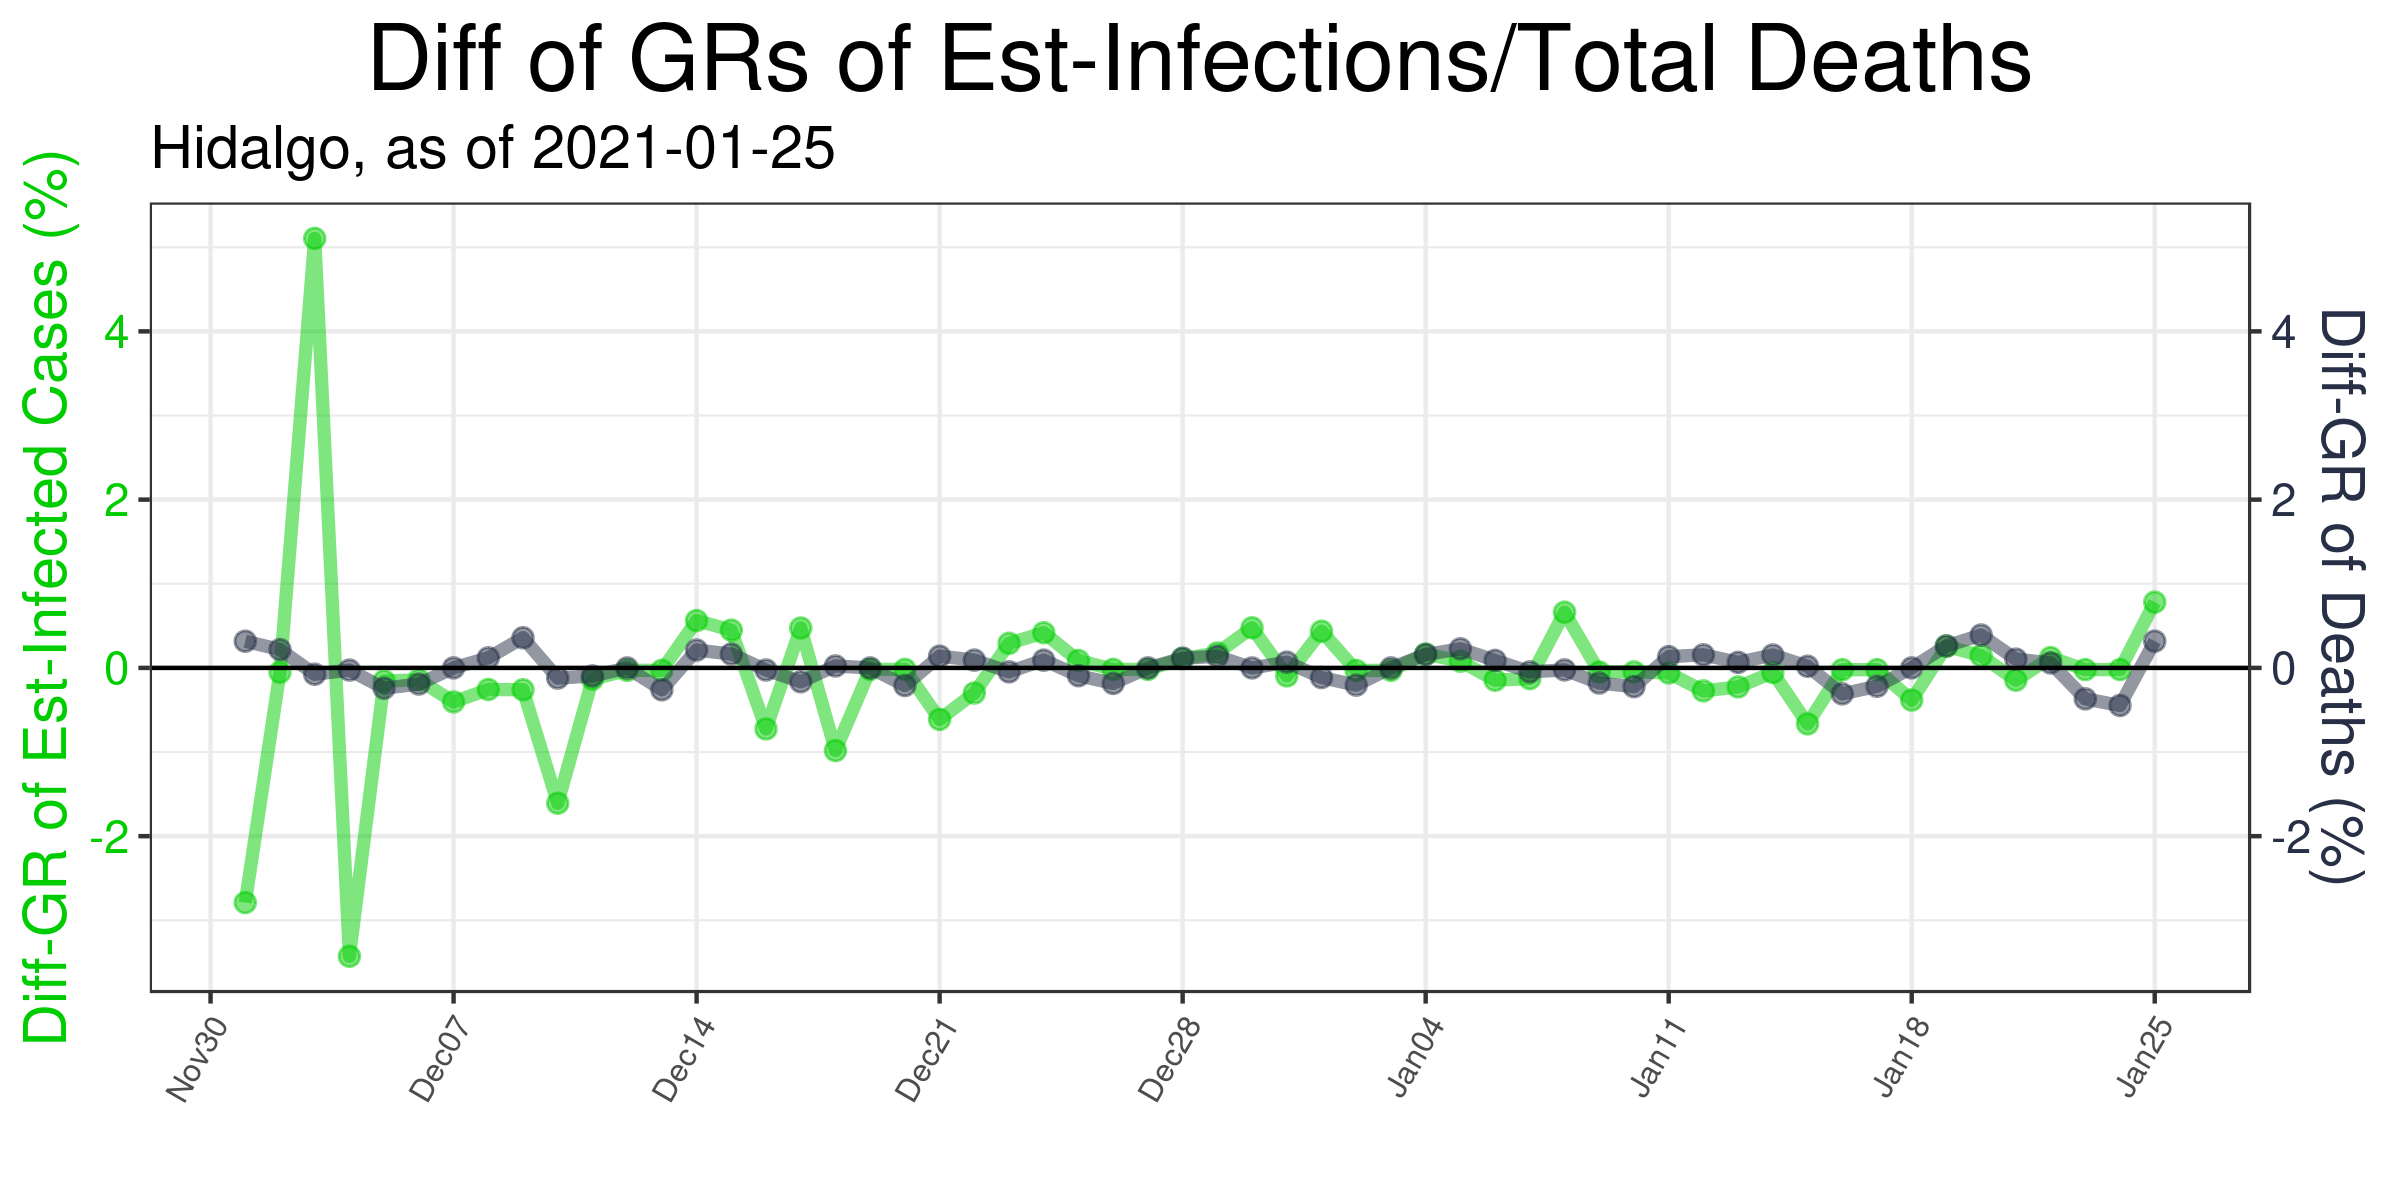 Diff of GRs of Est-Infections/Total Deaths
Hidalgo, as of 2021-01-25
Diff-GR of Est-Infected Cases (%)
4
2
0
-2
4
2
0
-2
Diff-GR of Deaths (%)
Nov30
Dec07
Dec14
Dec21
Dec28
Jan04
Jan11
Jan18
Jan25